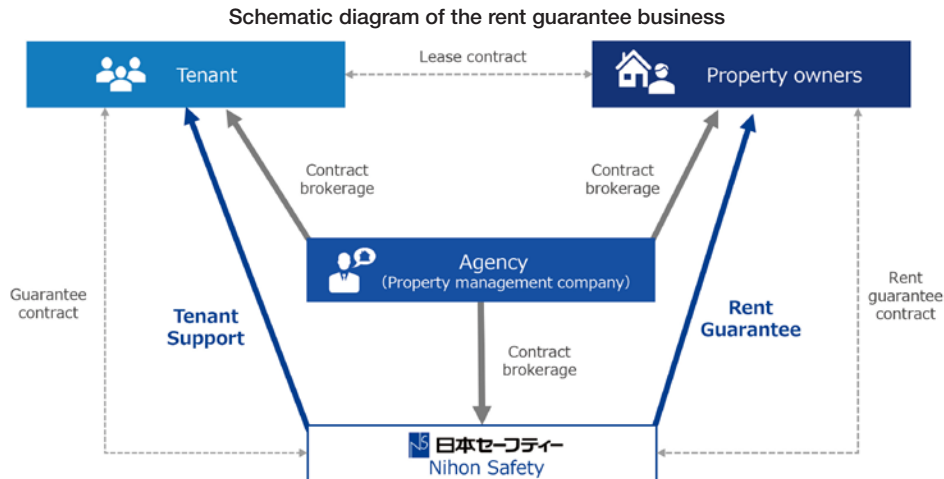 Schematic diagram of the rent guarantee business
Tenant
Lease contract
Property owners
Contract
brokerage
Contract
brokerage
Agency
(Property management company)
Guarantee
contract
Tenant
Support
Rent
Guarantee
Rent
guarantee
contract
Contract
brokerage
NS 日本セーフティー
Nihon Safety